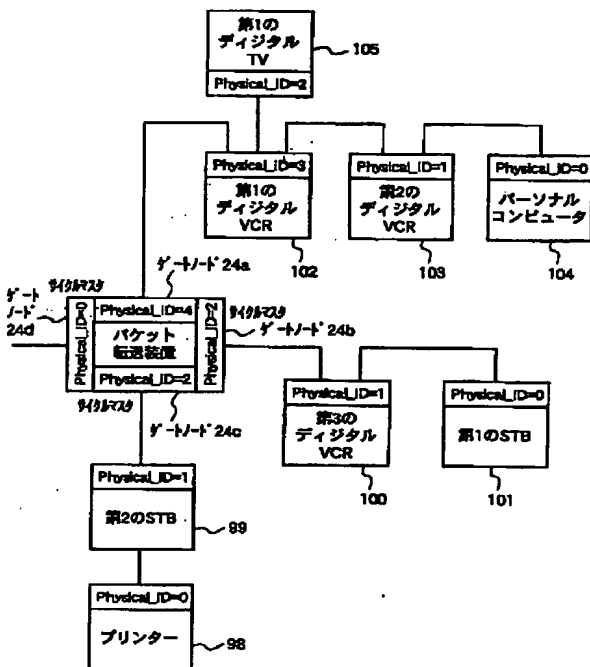 第1の
ディジタル
TV
Physical_ID=2
105
Physical_ID=3
第1の
ディジタル
VCR
102
Physical_ID=1
第2の
ディジタル
VCR
103
Physical_ID=0
パーソナル
コンピュータ
104
ゲート
ノード
24d
サイクルマスタ
ゲートノード 24a
Physical_ID=0
Physical_ID=4
パケット
転送装置
Physical_ID=2
Physical_ID=2
サイクルマスタ
ゲートノード 24b
サイクルマスタ
ゲートノード 24c
Physical_ID=1
第3の
ディジタル
VCR
100
Physical_ID=0
第1のSTB
101
Physical_ID=1
第2のSTB
99
Physical_ID=0
プリンター
98